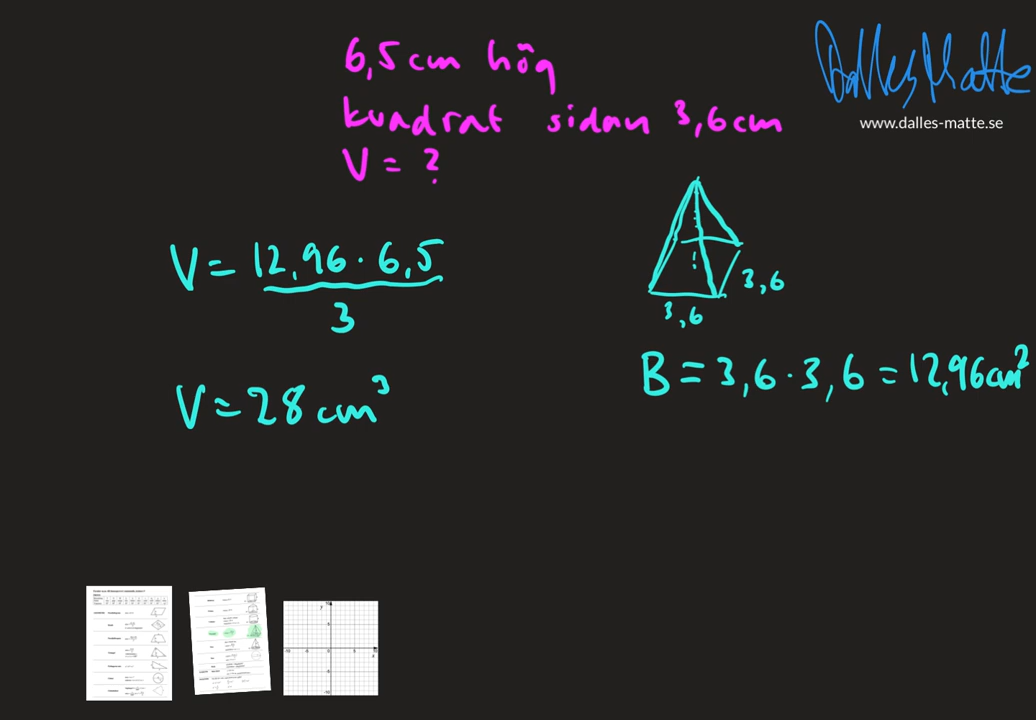 6,5 cm hög
kvadrat sidan 3,6 cm
V = ?
Dalles Matte
www.dalles-matte.se
V = 12,96 · 6,5
3
3,6
3,6
B = 3,6 · 3,6 = 12,96 cm²
V = 28 cm³